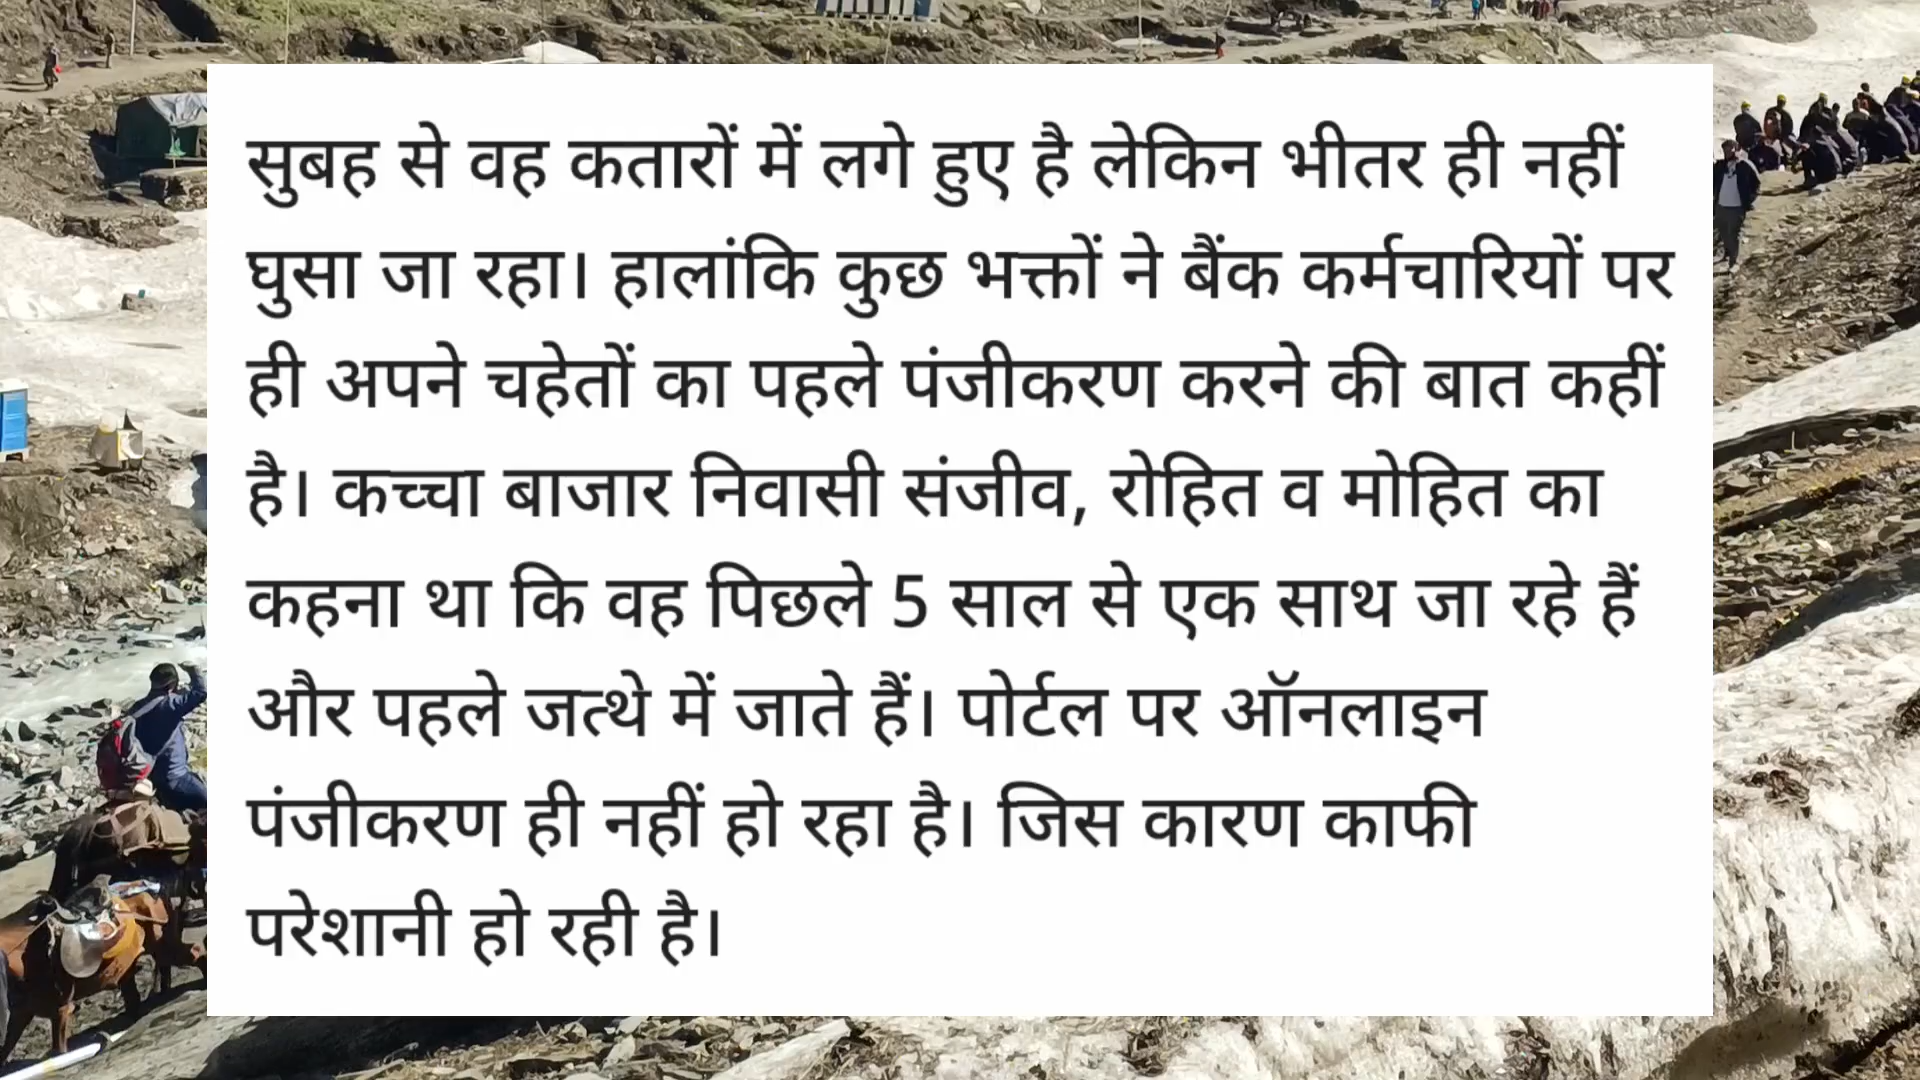 सुबह से वह कतारों में लगे हुए है लेकिन भीतर ही नहीं
घुसा जा रहा। हालांकि कुछ भक्तों ने बैंक कर्मचारियों पर
ही अपने चहेतों का पहले पंजीकरण करने की बात कहीं
है। कच्चा बाजार निवासी संजीव, रोहित व मोहित का
कहना था कि वह पिछले 5 साल से एक साथ जा रहे हैं
और पहले जत्थे में जाते हैं। पोर्टल पर ऑनलाइन
पंजीकरण ही नहीं हो रहा है। जिस कारण काफी
परेशानी हो रही है।